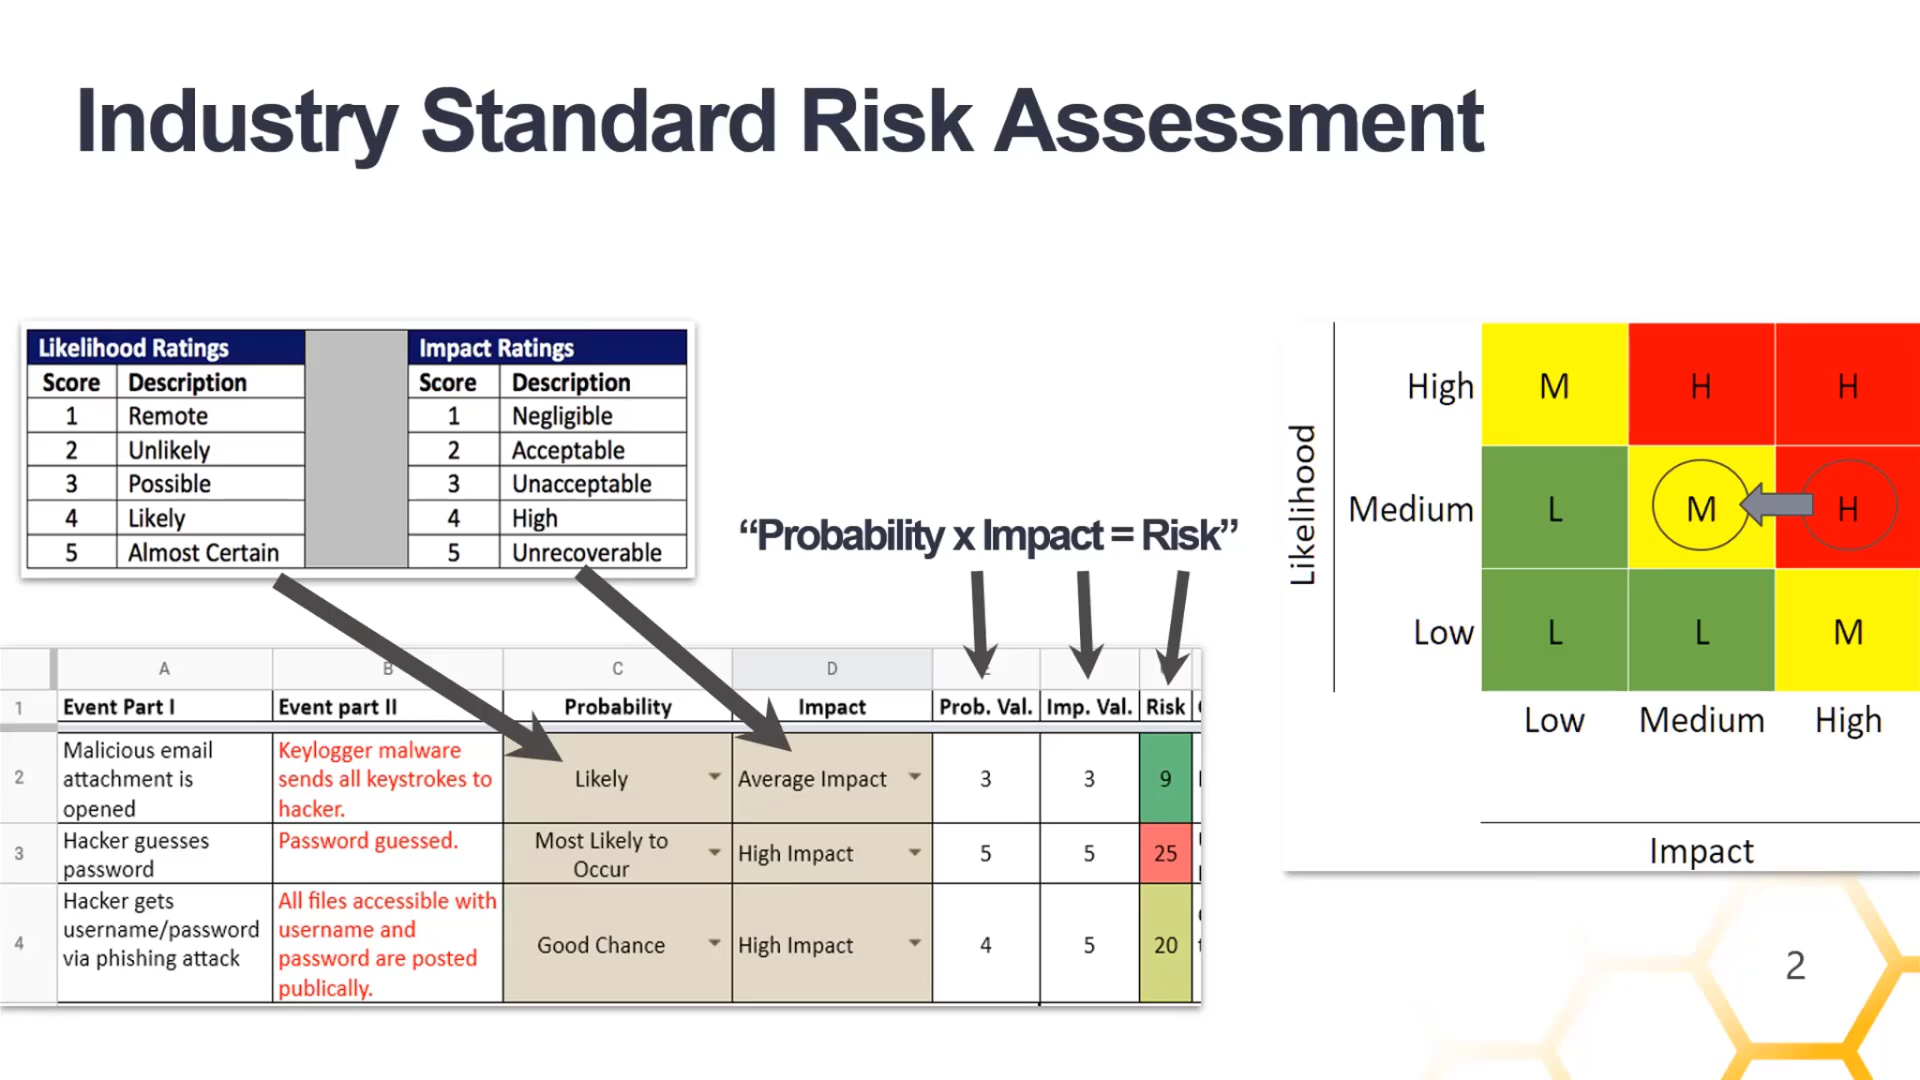 Industry Standard Risk Assessment
Likelihood Ratings Impact Ratings
Score Description Score Description
1 Remote 1 Negligible
2 Unlikely 2 Acceptable
3 Possible 3 Unacceptable
4 Likely 4 High
5 Almost Certain 5 Unrecoverable
“Probability x Impact = Risk”
A B C D
1 Event Part I Event part II Probability Impact Prob. Val. Imp. Val. Risk
2 Malicious email attachment is opened Keylogger malware sends all keystrokes to hacker. Likely Average Impact 3 3 9
3 Hacker guesses password Password guessed. Most Likely to Occur High Impact 5 5 25
4 Hacker gets username/password via phishing attack All files accessible with username and password are posted publically. Good Chance High Impact 4 5 20
Likelihood
High M H H
Medium L M H
Low L L M
Low Medium High
Impact
2